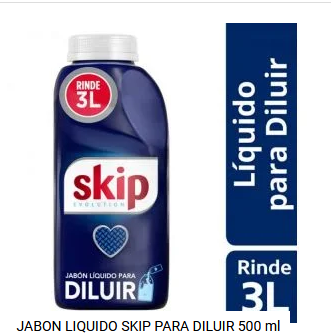 RINDE
3L
skip
EVOLUTION
JABÓN LÍQUIDO PARA
DILUIR
Líquido
para Diluir
Rinde
3L
JABON LIQUIDO SKIP PARA DILUIR 500 ml